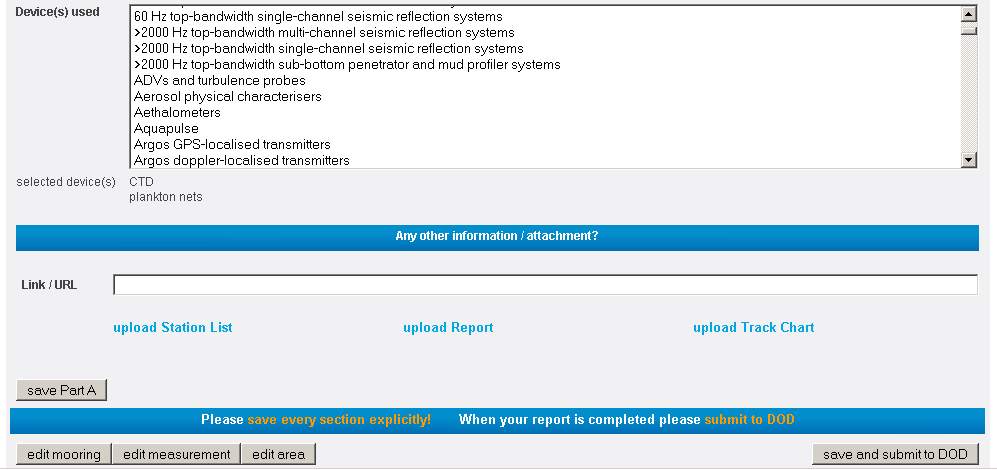 Device(s) used
60 Hz top-bandwidth single-channel seismic reflection systems
>2000 Hz top-bandwidth multi-channel seismic reflection systems
>2000 Hz top-bandwidth single-channel seismic reflection systems
>2000 Hz top-bandwidth sub-bottom penetrator and mud profiler systems
ADVs and turbulence probes
Aerosol physical characterisers
Aethalometers
Aquapulse
Argos GPS-localised transmitters
Argos doppler-localised transmitters
selected device(s) CTD
plankton nets
Any other information / attachment?
Link / URL
upload Station List upload Report upload Track Chart
save Part A
Please save every section explicitly! When your report is completed please submit to DOD
edit mooring edit measurement edit area save and submit to DOD